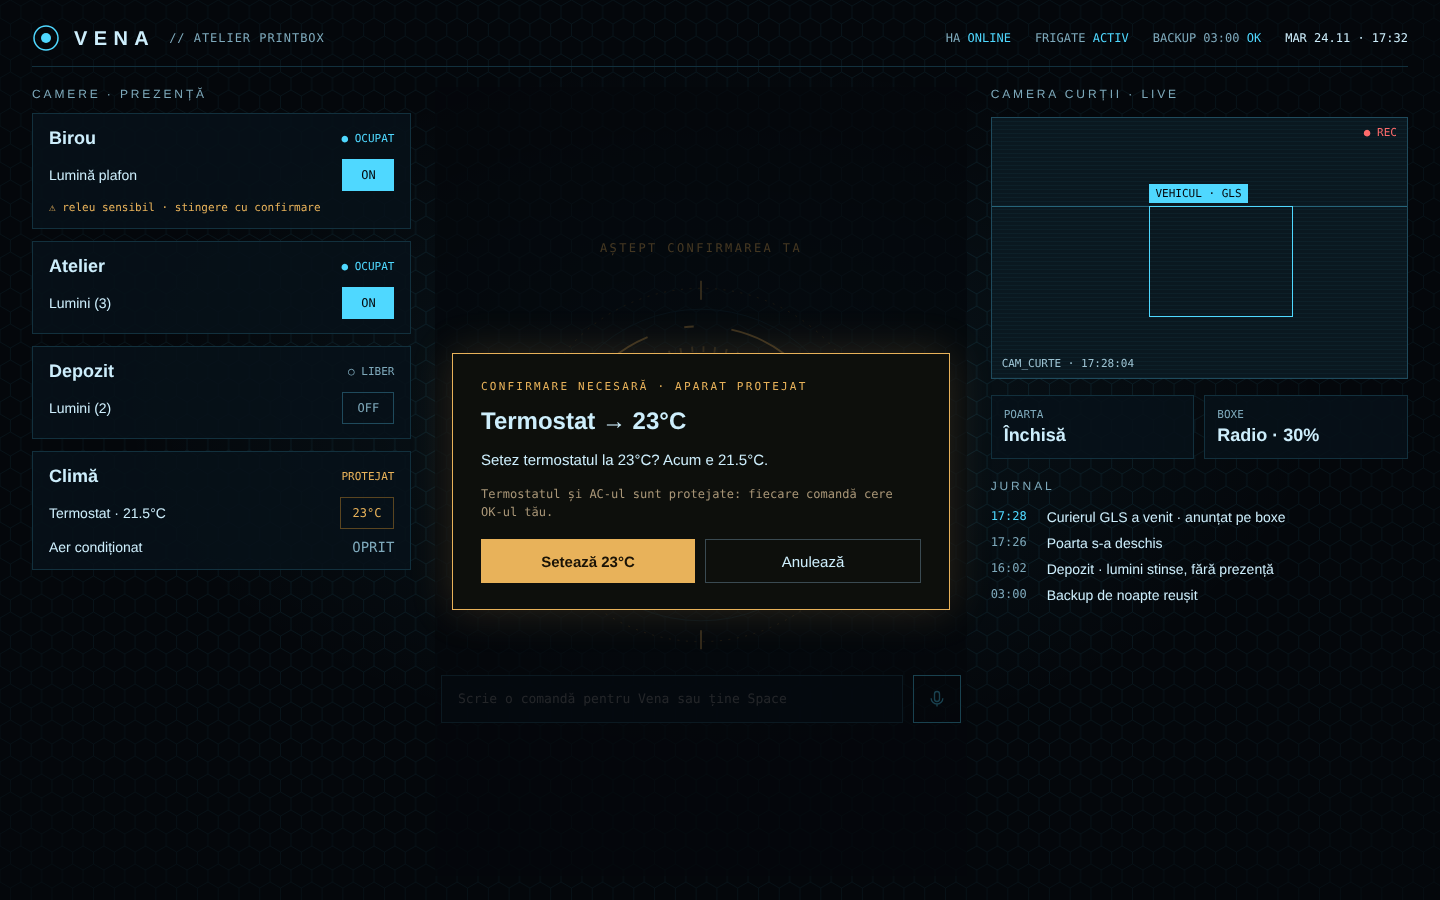 VENA // ATELIER PRINTBOX
HA ONLINE FRIGATE ACTIV BACKUP 03:00 OK MAR 24.11 · 17:32
CAMERE · PREZENȚĂ
Birou ● OCUPAT
Lumină plafon ON
⚠ releu sensibil · stingere cu confirmare
Atelier ● OCUPAT
Lumini (3) ON
Depozit ○ LIBER
Lumini (2) OFF
Climă PROTEJAT
Termostat · 21.5°C 23°C
Aer condiționat OPRIT
AȘTEPT CONFIRMAREA TA
CONFIRMARE NECESARĂ · APARAT PROTEJAT
Termostat → 23°C
Setez termostatul la 23°C? Acum e 21.5°C.
Termostatul și AC-ul sunt protejate: fiecare comandă cere
OK-ul tău.
Setează 23°C Anulează
Scrie o comandă pentru Vena sau ține Space
CAMERA CURȚII · LIVE
● REC
VEHICUL · GLS
CAM_CURTE · 17:28:04
POARTA
Închisă
BOXE
Radio · 30%
JURNAL
17:28 Curierul GLS a venit · anunțat pe boxe
17:26 Poarta s-a deschis
16:02 Depozit · lumini stinse, fără prezență
03:00 Backup de noapte reușit